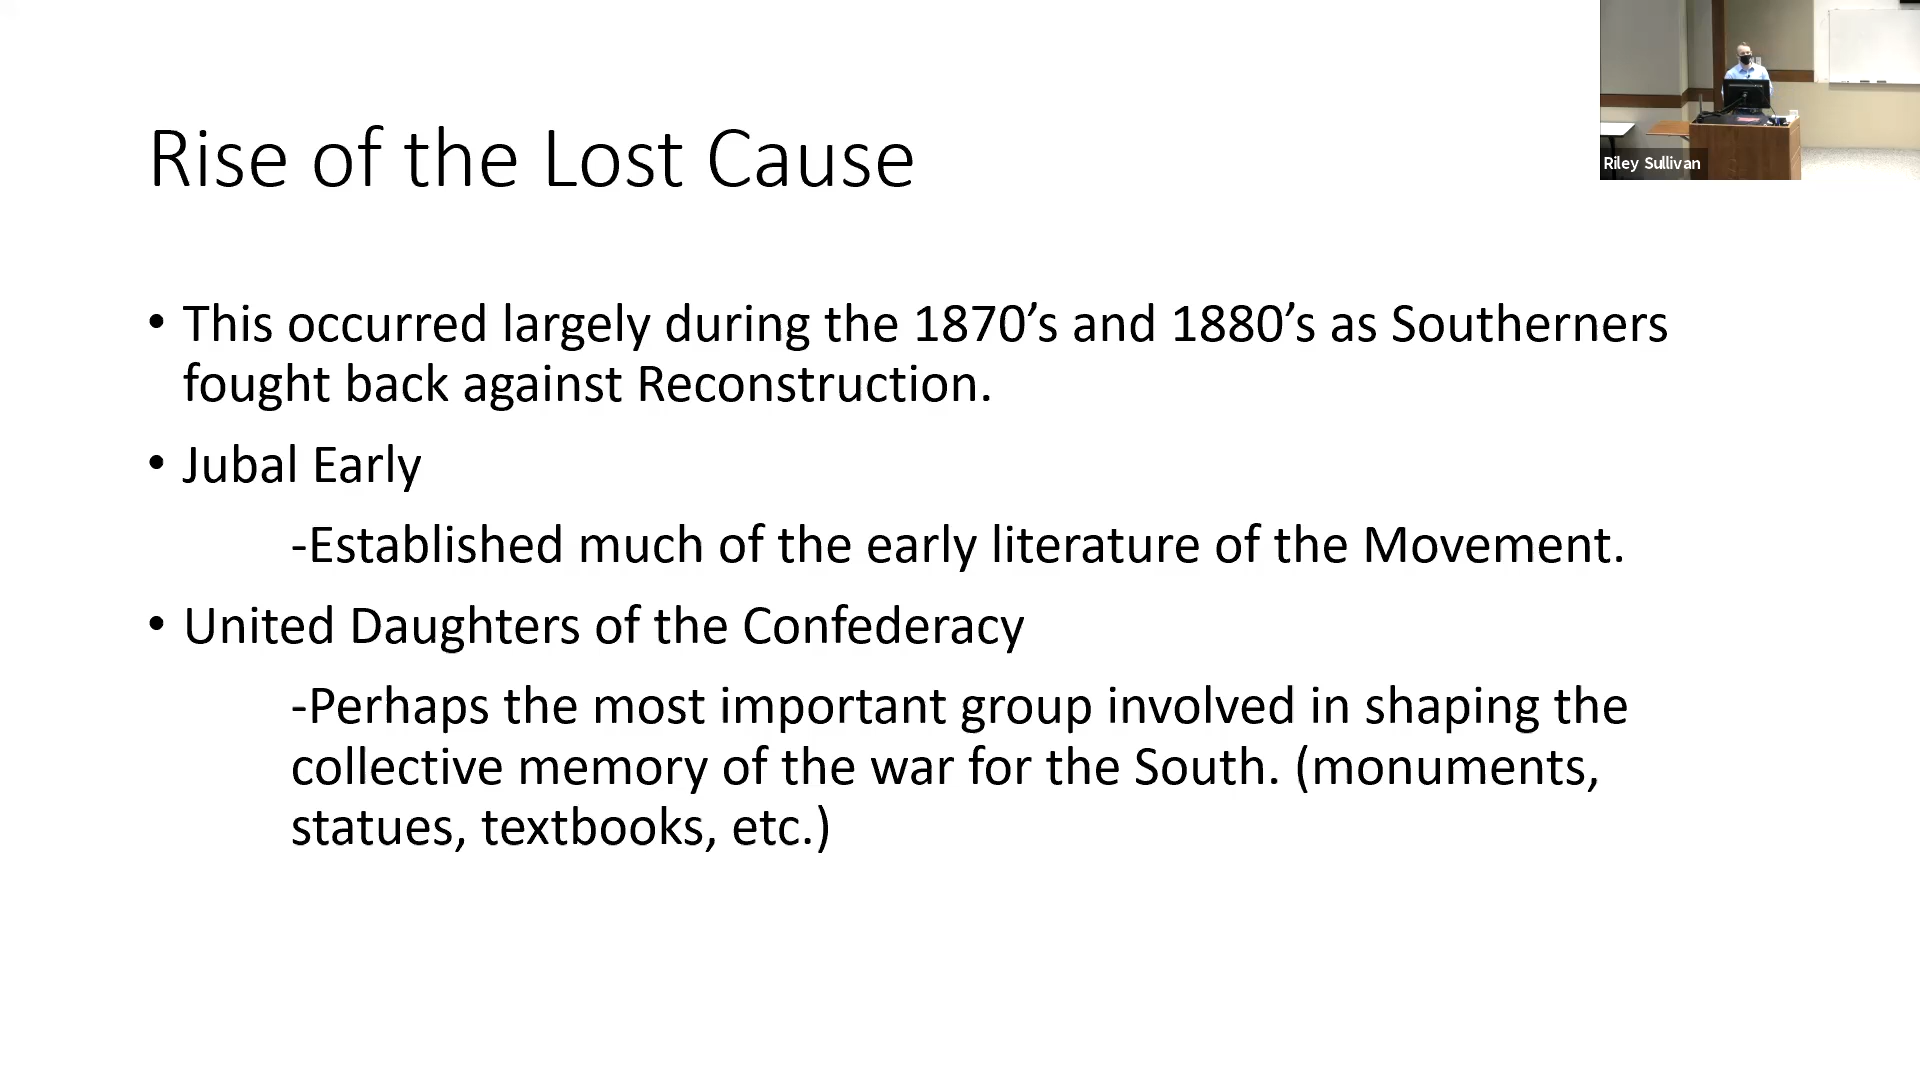 Rise of the Lost Cause
Riley Sullivan
• This occurred largely during the 1870’s and 1880’s as Southerners
fought back against Reconstruction.
• Jubal Early
-Established much of the early literature of the Movement.
• United Daughters of the Confederacy
-Perhaps the most important group involved in shaping the
collective memory of the war for the South. (monuments,
statues, textbooks, etc.)